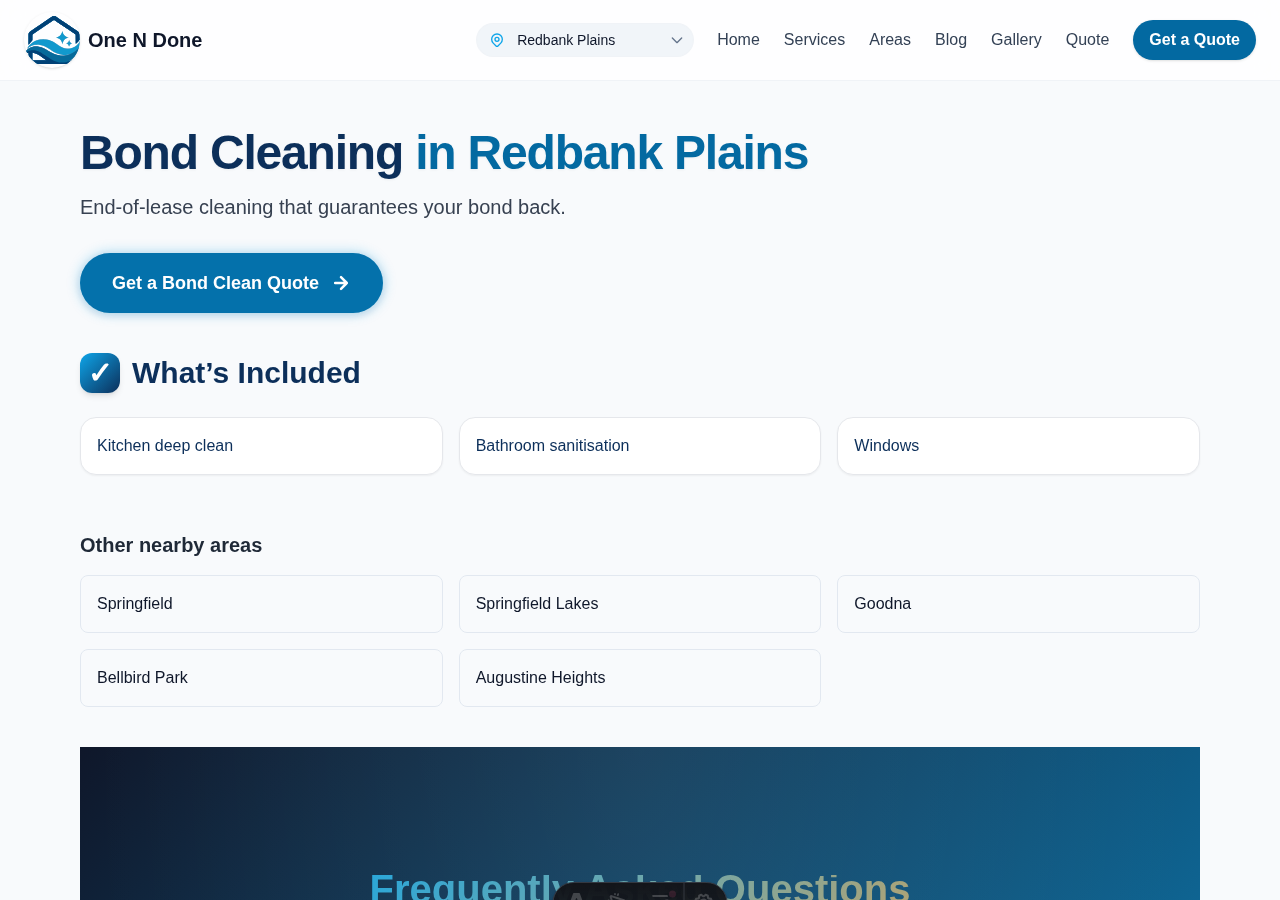 One N Done
Redbank Plains
Home
Services
Areas
Blog
Gallery
Quote
Get a Quote
Bond Cleaning in Redbank Plains
End-of-lease cleaning that guarantees your bond back.
Get a Bond Clean Quote
What’s Included
Kitchen deep clean
Bathroom sanitisation
Windows
Other nearby areas
Springfield
Springfield Lakes
Goodna
Bellbird Park
Augustine Heights
Frequently Asked Questions